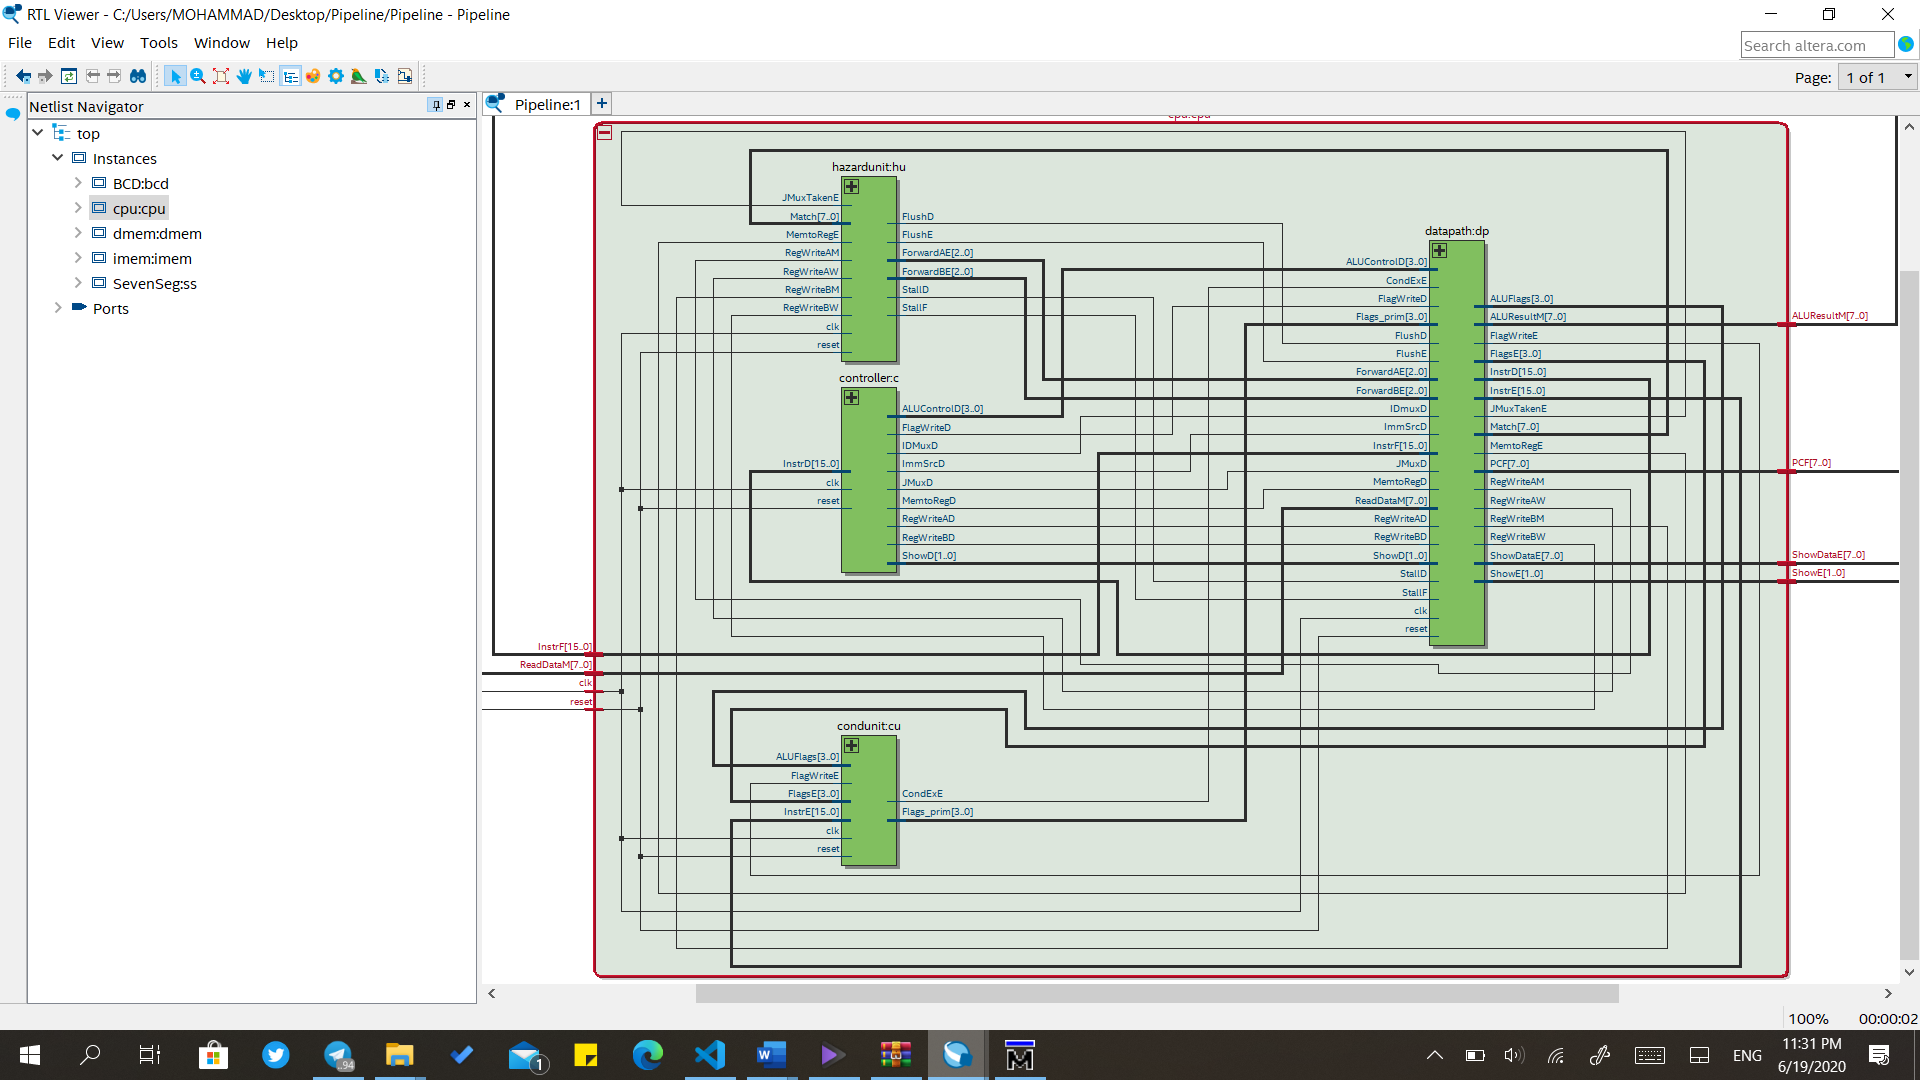 RTL Viewer - C:/Users/MOHAMMAD/Desktop/Pipeline/Pipeline - Pipeline
File Edit View Tools Window Help
Search altera.com
Page: 1 of 1
Netlist Navigator
Pipeline:1
top
Instances
BCD:bcd
cpu:cpu
dmem:dmem
imem:imem
SevenSeg:ss
Ports
cpu:cpu
hazardunit:hu
JMuxTakenE
Match[7..0]
MemtoRegE
RegWriteAM
RegWriteAW
RegWriteBM
RegWriteBW
clk
reset
FlushD
FlushE
ForwardAE[2..0]
ForwardBE[2..0]
StallD
StallF
controller:c
InstrD[15..0]
clk
reset
ALUControlD[3..0]
FlagWriteD
IDMuxD
ImmSrcD
JMuxD
MemtoRegD
RegWriteAD
RegWriteBD
ShowD[1..0]
datapath:dp
ALUControlD[3..0]
CondExE
FlagWriteD
Flags_prim[3..0]
FlushD
FlushE
ForwardAE[2..0]
ForwardBE[2..0]
IDmuxD
ImmSrcD
InstrF[15..0]
JMuxD
MemtoRegD
ReadDataM[7..0]
RegWriteAD
RegWriteBD
ShowD[1..0]
StallD
StallF
clk
reset
ALUFlags[3..0]
ALUResultM[7..0]
FlagWriteE
FlagsE[3..0]
InstrD[15..0]
InstrE[15..0]
JMuxTakenE
Match[7..0]
MemtoRegE
PCF[7..0]
RegWriteAM
RegWriteAW
RegWriteBM
RegWriteBW
ShowDataE[7..0]
ShowE[1..0]
ALUResultM[7..0]
PCF[7..0]
ShowDataE[7..0]
ShowE[1..0]
InstrF[15..0]
ReadDataM[7..0]
clk
reset
condunit:cu
ALUFlags[3..0]
FlagWriteE
FlagsE[3..0]
InstrE[15..0]
clk
reset
CondExE
Flags_prim[3..0]
100% 00:00:02
94
1
ENG
11:31 PM
6/19/2020